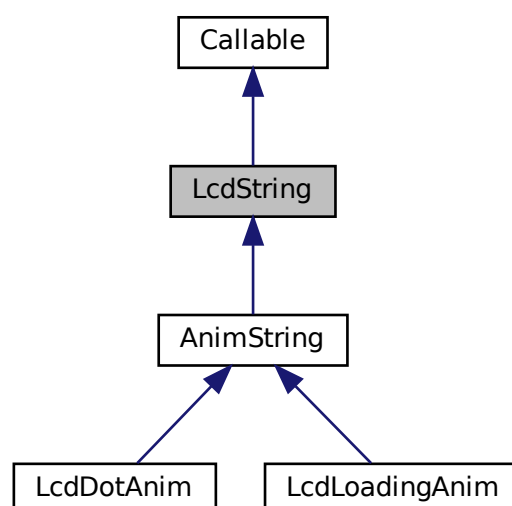 Callable
LcdString
AnimString
LcdDotAnim
LcdLoadingAnim